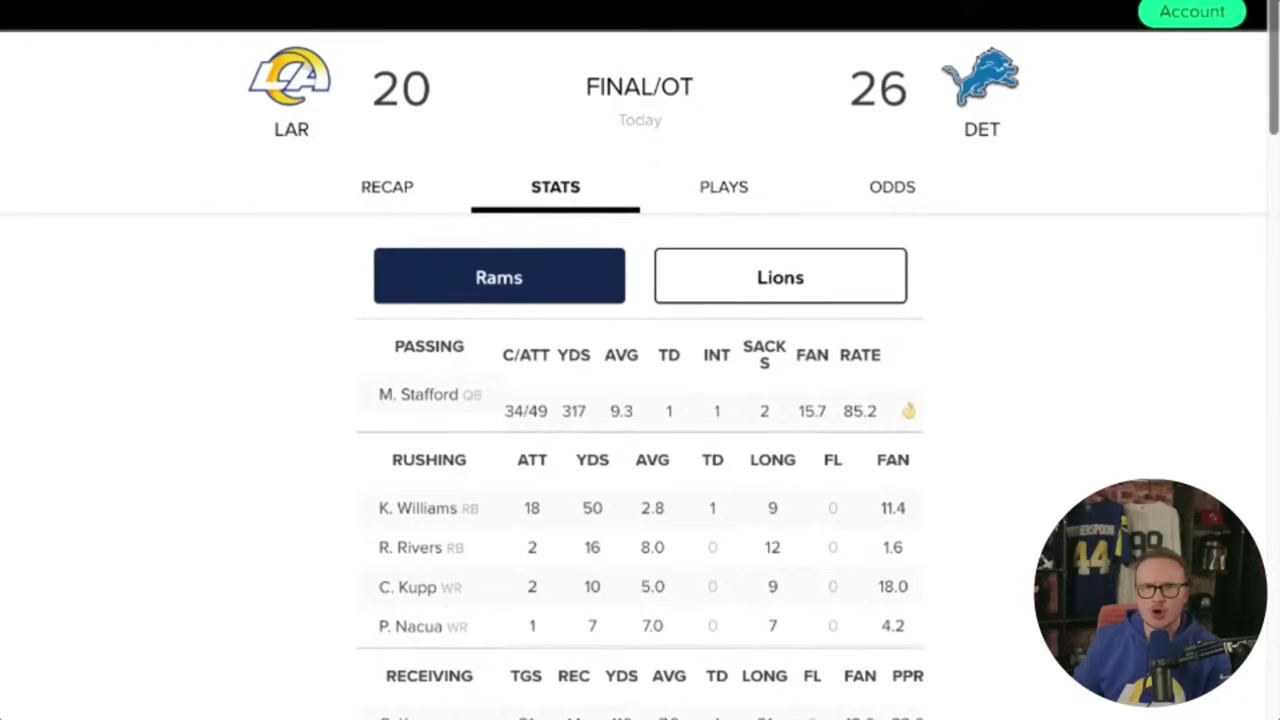 Account
20 FINAL/OT 26
Today
LAR DET
RECAP STATS PLAYS ODDS
Rams Lions
PASSING C/ATT YDS AVG TD INT SACK S FAN RATE
M. Stafford QB 34/49 317 9.3 1 1 2 15.7 85.2 👌
RUSHING ATT YDS AVG TD LONG FL FAN
K. Williams RB 18 50 2.8 1 9 0 11.4
R. Rivers RB 2 16 8.0 0 12 0 1.6
C. Kupp WR 2 10 5.0 0 9 0 18.0
P. Nacua WR 1 7 7.0 0 7 0 4.2
RECEIVING TGS REC YDS AVG TD LONG FL FAN PPR
44
99